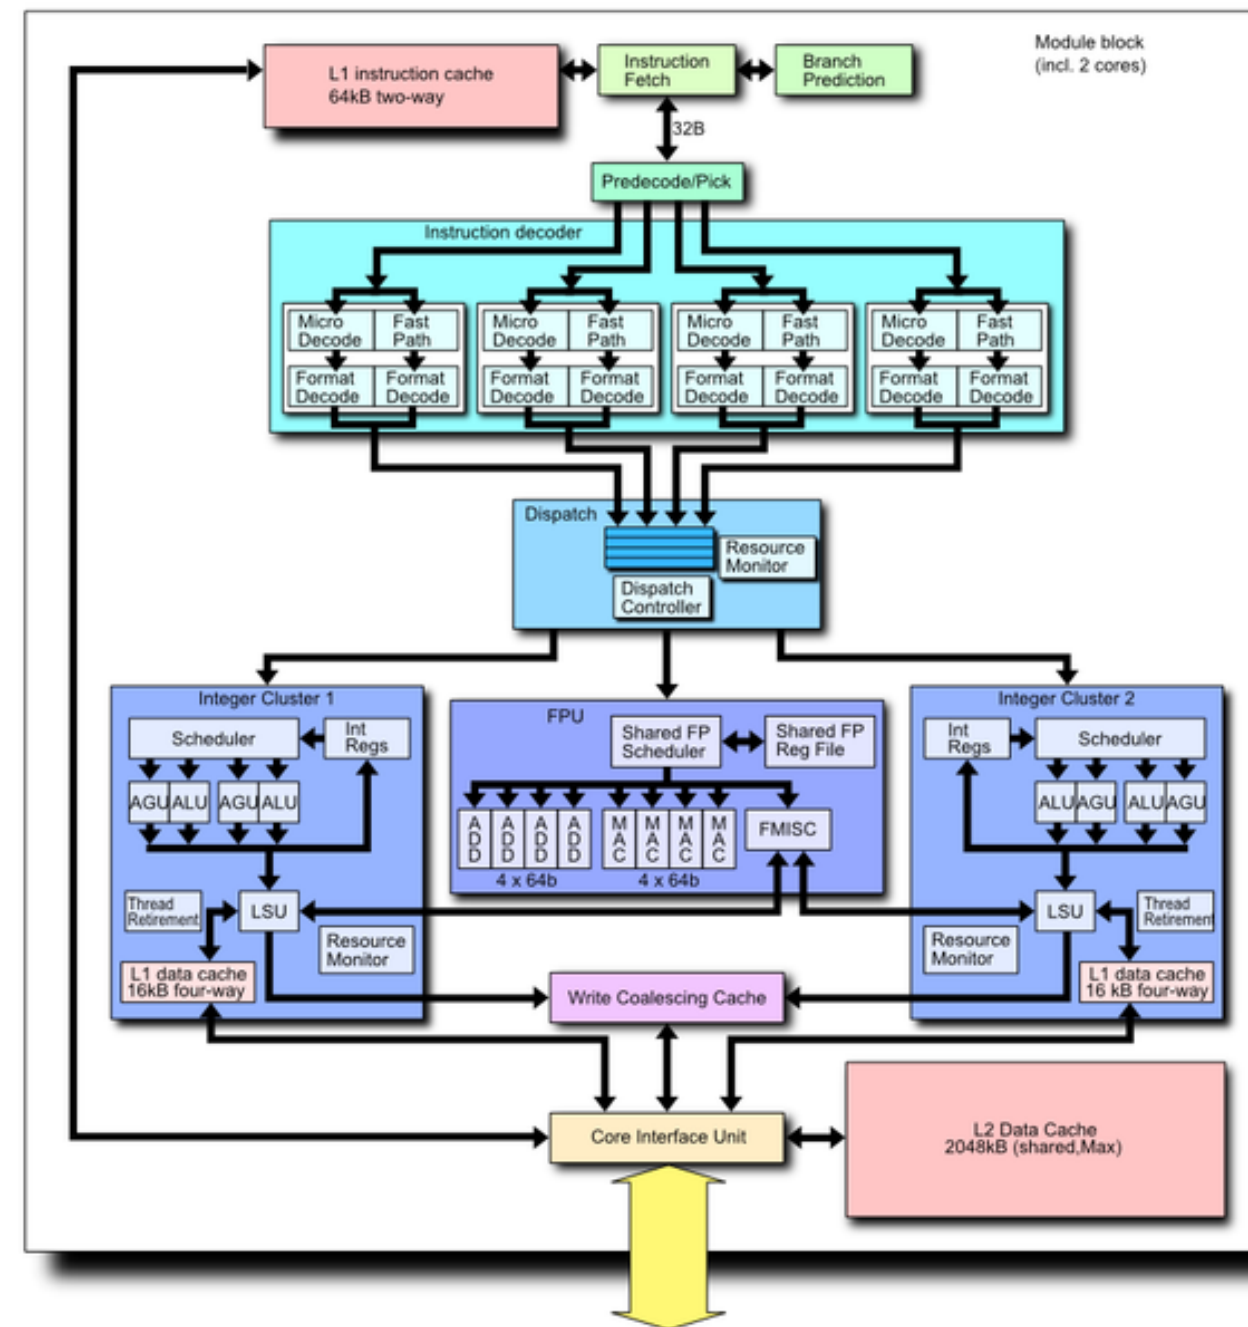 Module block
(incl. 2 cores)
L1 instruction cache
64kB two-way
Instruction
Fetch
Branch
Prediction
32B
Predecode/Pick
Instruction decoder
Micro
Decode
Fast
Path
Micro
Decode
Fast
Path
Micro
Decode
Fast
Path
Micro
Decode
Fast
Path
Format
Decode
Format
Decode
Format
Decode
Format
Decode
Format
Decode
Format
Decode
Format
Decode
Format
Decode
Dispatch
Resource
Monitor
Dispatch
Controller
Integer Cluster 1
Scheduler
Int
Regs
AGU
ALU
AGU
ALU
Thread
Retirement
LSU
Resource
Monitor
L1 data cache
16kB four-way
FPU
Shared FP
Scheduler
Shared FP
Reg File
ADD
ADD
ADD
ADD
4 x 64b
MAC
MAC
MAC
MAC
4 x 64b
FMISC
Integer Cluster 2
Int
Regs
Scheduler
ALU
AGU
ALU
AGU
LSU
Thread
Retirement
Resource
Monitor
L1 data cache
16 kB four-way
Write Coalescing Cache
Core Interface Unit
L2 Data Cache
2048kB (shared,Max)